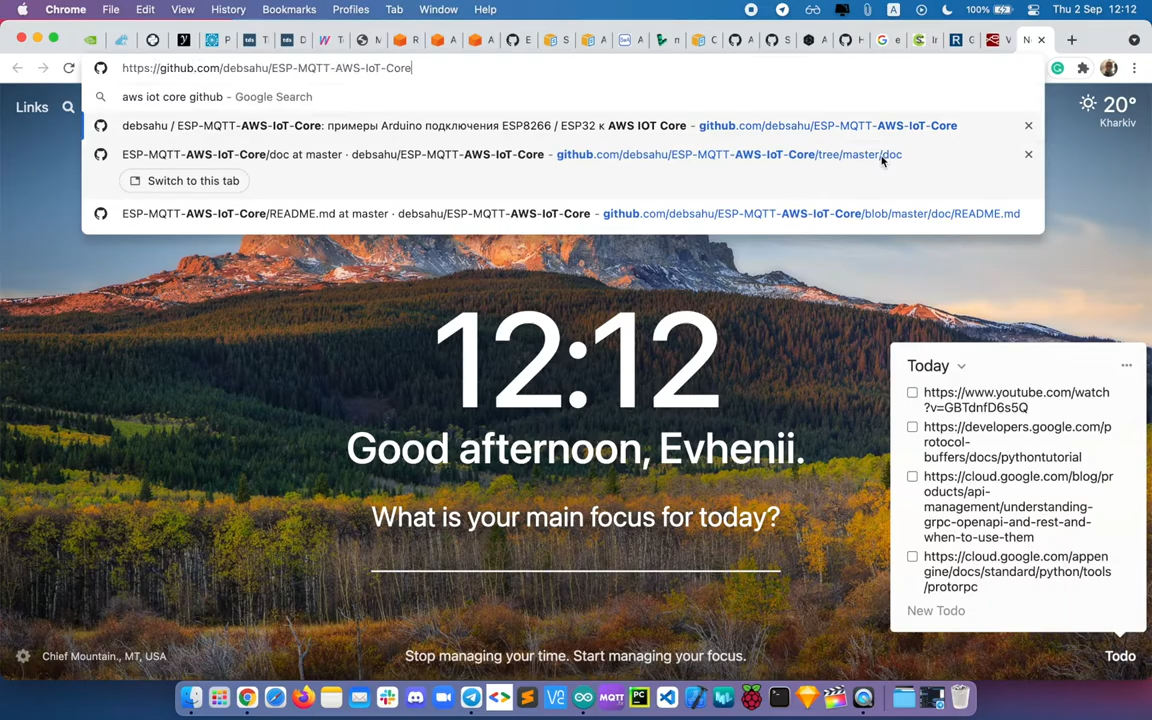 Chrome File Edit View History Bookmarks Profiles Tab Window Help 100% Thu 2 Sep 12:12
https://github.com/debsahu/ESP-MQTT-AWS-IoT-Core
aws iot core github - Google Search
debsahu / ESP-MQTT-AWS-IoT-Core: примеры Arduino подключения ESP8266 / ESP32 к AWS IOT Core - github.com/debsahu/ESP-MQTT-AWS-IoT-Core
ESP-MQTT-AWS-IoT-Core/doc at master · debsahu/ESP-MQTT-AWS-IoT-Core - github.com/debsahu/ESP-MQTT-AWS-IoT-Core/tree/master/doc
Switch to this tab
ESP-MQTT-AWS-IoT-Core/README.md at master · debsahu/ESP-MQTT-AWS-IoT-Core - github.com/debsahu/ESP-MQTT-AWS-IoT-Core/blob/master/doc/README.md
Links
20°
Kharkiv
12:12
Good afternoon, Evhenii.
What is your main focus for today?
Today
https://www.youtube.com/watch
?v=GBTdnfD6s5Q
https://developers.google.com/p
rotocol-
buffers/docs/pythontutorial
https://cloud.google.com/blog/pr
oducts/api-
management/understanding-
grpc-openapi-and-rest-and-
when-to-use-them
https://cloud.google.com/appen
gine/docs/standard/python/tools
/protorpc
New Todo
Chief Mountain., MT, USA
Stop managing your time. Start managing your focus.
Todo
MQTT